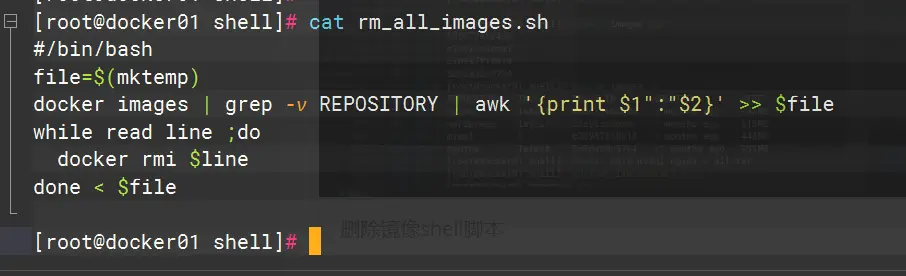 [root@docker01 shell]# cat rm_all_images.sh
#/bin/bash
file=$(mktemp)
docker images | grep -v REPOSITORY | awk '{print $1":"$2}' >> $file
while read line ;do
  docker rmi $line
done < $file
删除镜像shell脚本
[root@docker01 shell]#